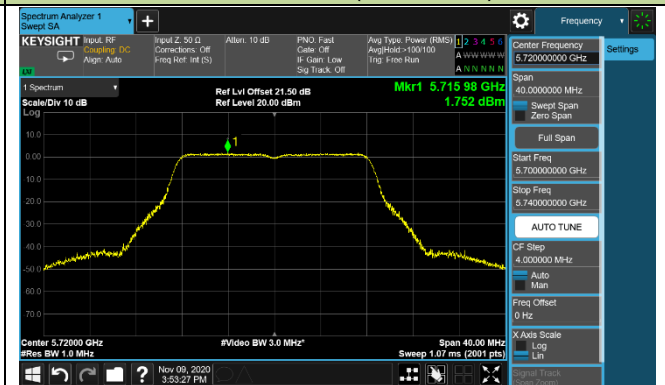 Spectrum Analyzer 1
Swept SA
+
Frequency
KEYSIGHT
Input: RF
Coupling: DC
Align: Auto
Input Z: 50 Ω
Corrections: Off
Freq Ref: Int (S)
Atten: 10 dB
PNO: Fast
Gate: Off
IF Gain: Low
Sig Track: Off
Avg Type: Power (RMS)
Avg|Hold:>100/100
Trig: Free Run
1 2 3 4 5 6
A W W W W W
A N N N N N
LNI
1 Spectrum
Scale/Div 10 dB
Log
Ref Lvl Offset 21.50 dB
Ref Level 20.00 dBm
Mkr1 5.715 98 GHz
1.752 dBm
1
10.0
0.00
10.0
20.0
30.0
40.0
50.0
60.0
70.0
Center 5.72000 GHz
#Res BW 1.0 MHz
#Video BW 3.0 MHz*
Span 40.00 MHz
Sweep 1.07 ms (2001 pts)
Center Frequency
5.720000000 GHz
Settings
Span
40.0000000 MHz
Swept Span
Zero Span
Full Span
Start Freq
5.700000000 GHz
Stop Freq
5.740000000 GHz
AUTO TUNE
CF Step
4.000000 MHz
Auto
Man
Freq Offset
0 Hz
X Axis Scale
Log
Lin
Signal Track
(Span Zoom)
?
Nov 09, 2020
3:53:27 PM